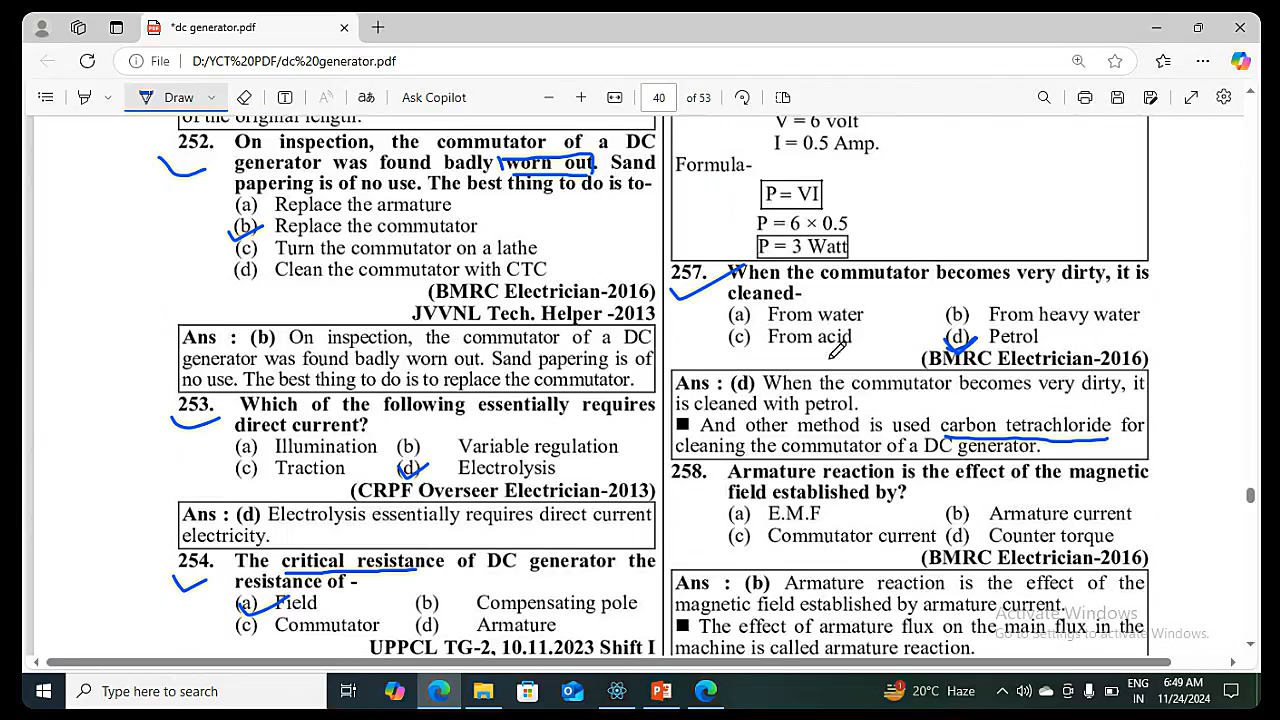 *dc generator.pdf
File
D:/YCT%20PDF/dc%20generator.pdf
Draw
Ask Copilot
40
of 53
of the original length.
252. On inspection, the commutator of a DC
generator was found badly worn out. Sand
papering is of no use. The best thing to do is to-
(a) Replace the armature
(b) Replace the commutator
(c) Turn the commutator on a lathe
(d) Clean the commutator with CTC
(BMRC Electrician-2016)
JVVNL Tech. Helper -2013
Ans : (b) On inspection, the commutator of a DC
generator was found badly worn out. Sand papering is of
no use. The best thing to do is to replace the commutator.
253. Which of the following essentially requires
direct current?
(a) Illumination (b) Variable regulation
(c) Traction (d) Electrolysis
(CRPF Overseer Electrician-2013)
Ans : (d) Electrolysis essentially requires direct current
electricity.
254. The critical resistance of DC generator the
resistance of -
(a) Field (b) Compensating pole
(c) Commutator (d) Armature
UPPCL TG-2, 10.11.2023 Shift I
V = 6 volt
I = 0.5 Amp.
Formula-
P = VI
P = 6 × 0.5
P = 3 Watt
257. When the commutator becomes very dirty, it is
cleaned-
(a) From water (b) From heavy water
(c) From acid (d) Petrol
(BMRC Electrician-2016)
Ans : (d) When the commutator becomes very dirty, it
is cleaned with petrol.
■ And other method is used carbon tetrachloride for
cleaning the commutator of a DC generator.
258. Armature reaction is the effect of the magnetic
field established by?
(a) E.M.F (b) Armature current
(c) Commutator current (d) Counter torque
(BMRC Electrician-2016)
Ans : (b) Armature reaction is the effect of the
magnetic field established by armature current.
■ The effect of armature flux on the main flux in the
machine is called armature reaction.
Activate Windows
Go to Settings to activate Windows.
Type here to search
20°C Haze
ENG
IN
6:49 AM
11/24/2024